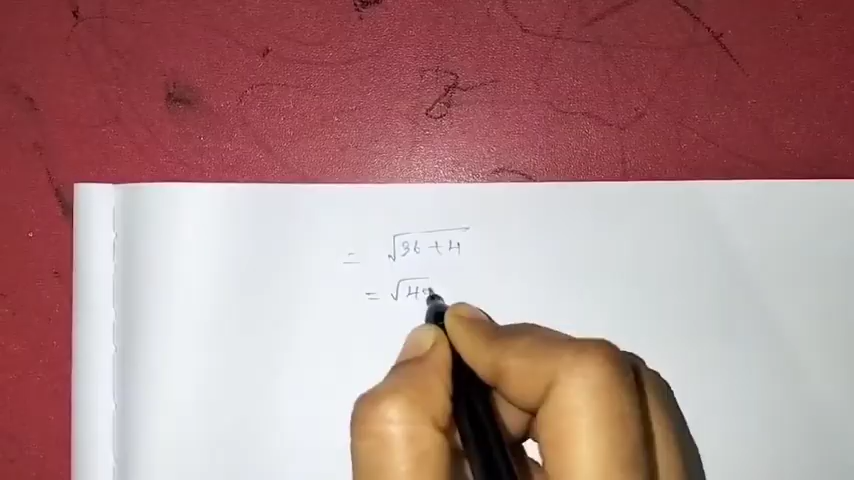 = √36 + 4
= √40